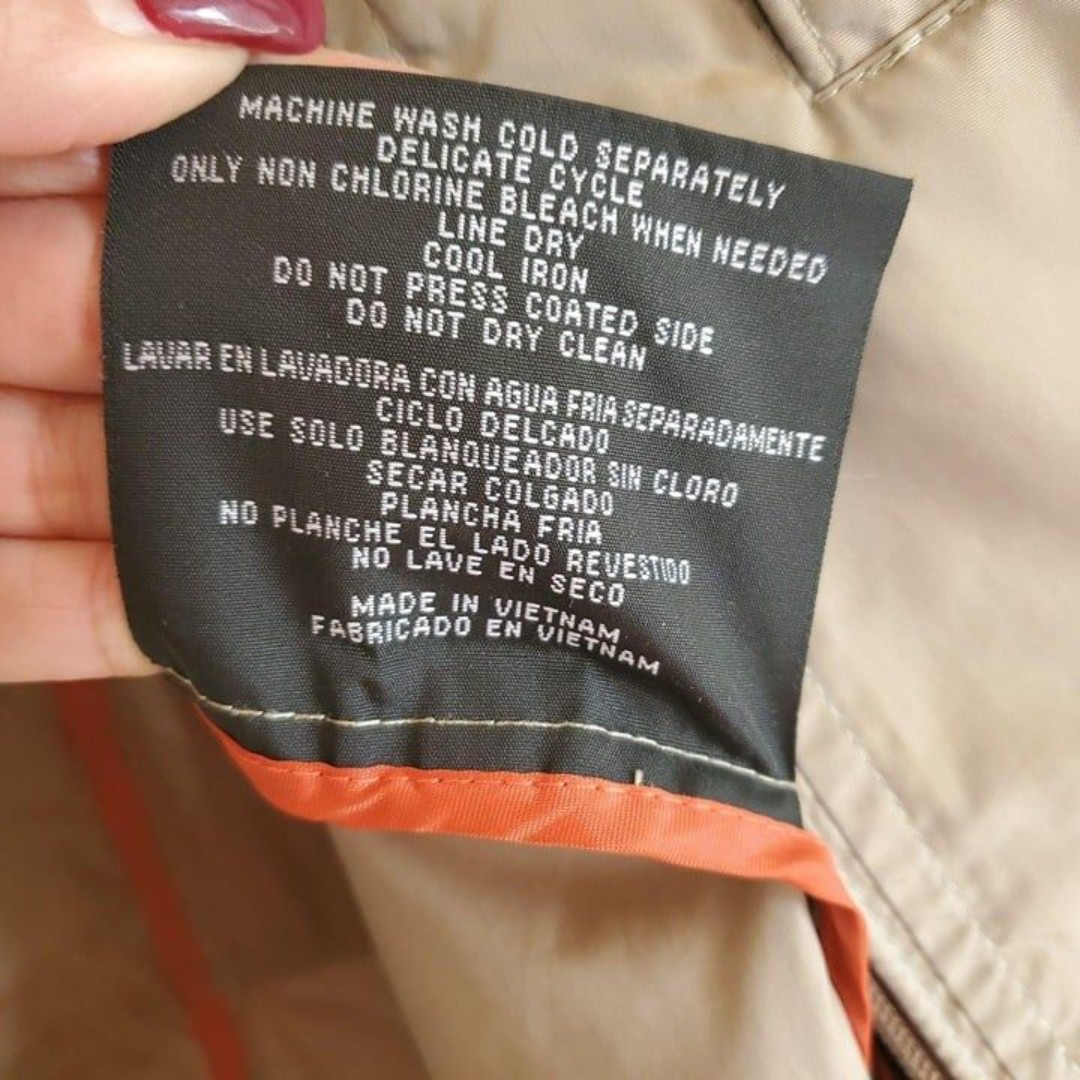 MACHINE WASH COLD SEPARATELY
DELICATE CYCLE
ONLY NON CHLORINE BLEACH WHEN NEEDED
LINE DRY
COOL IRON
DO NOT PRESS COATED SIDE
DO NOT DRY CLEAN
LAVAR EN LAVADORA CON AGUA FRIA SEPARADAMENTE
CICLO DELCADO
USE SOLO BLANQUEADOR SIN CLORO
SECAR COLGADO
PLANCHA FRIA
NO PLANCHE EL LADO REVESTIDO
NO LAVE EN SECO
MADE IN VIETNAM
FABRICADO EN VIETNAM